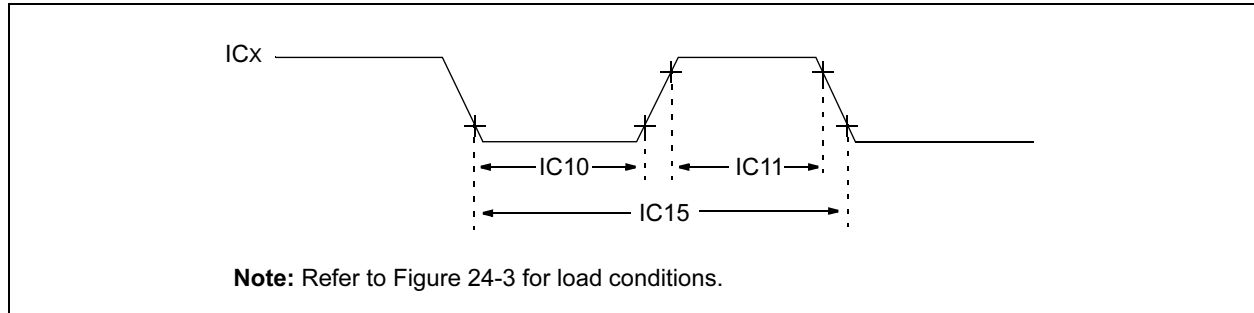 ICx
IC10
IC11
IC15
Note: Refer to Figure 24-3 for load conditions.